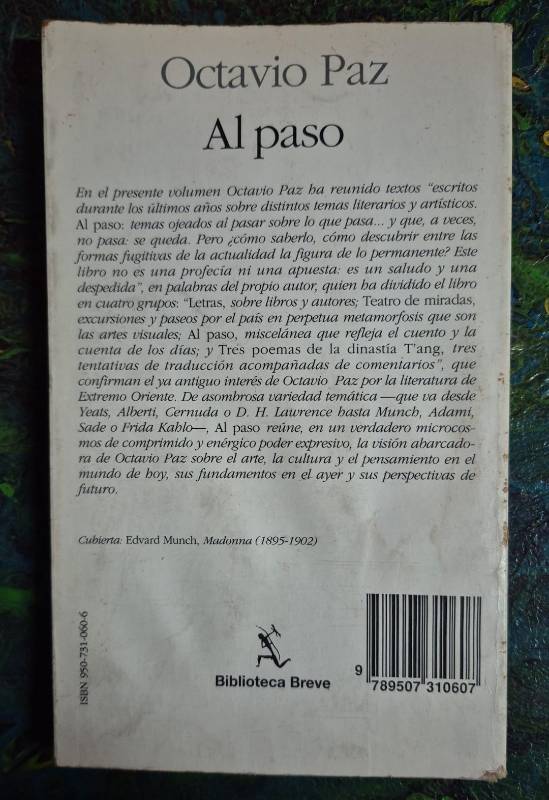 Octavio Paz
Al paso
En el presente volumen Octavio Paz ha reunido textos "escritos
durante los últimos años sobre distintos temas literarios y artísticos.
Al paso: temas ojeados al pasar sobre lo que pasa... y que, a veces,
no pasa: se queda. Pero ¿cómo saberlo, cómo descubrir entre las
formas fugitivas de la actualidad la figura de lo permanente? Este
libro no es una profecía ni una apuesta: es un saludo y una
despedida", en palabras del propio autor, quien ha dividido el libro
en cuatro grupos: "Letras, sobre libros y autores; Teatro de miradas,
excursiones y paseos por el país en perpetua metamorfosis que son
las artes visuales; Al paso, miscelánea que refleja el cuento y la
cuenta de los días; y Tres poemas de la dinastía T'ang, tres
tentativas de traducción acompañadas de comentarios", que
confirman el ya antiguo interés de Octavio Paz por la literatura de
Extremo Oriente. De asombrosa variedad temática —que va desde
Yeats, Alberti, Cernuda o D. H. Lawrence hasta Munch, Adami,
Sade o Frida Kahlo—, Al paso reúne, en un verdadero microcos-
mos de comprimido y enérgico poder expresivo, la visión abarcado-
ra de Octavio Paz sobre el arte, la cultura y el pensamiento en el
mundo de hoy, sus fundamentos en el ayer y sus perspectivas de
futuro.
Cubierta: Edvard Munch, Madonna (1895-1902)
ISBN 950-731-060-6
Biblioteca Breve
9 789507 310607